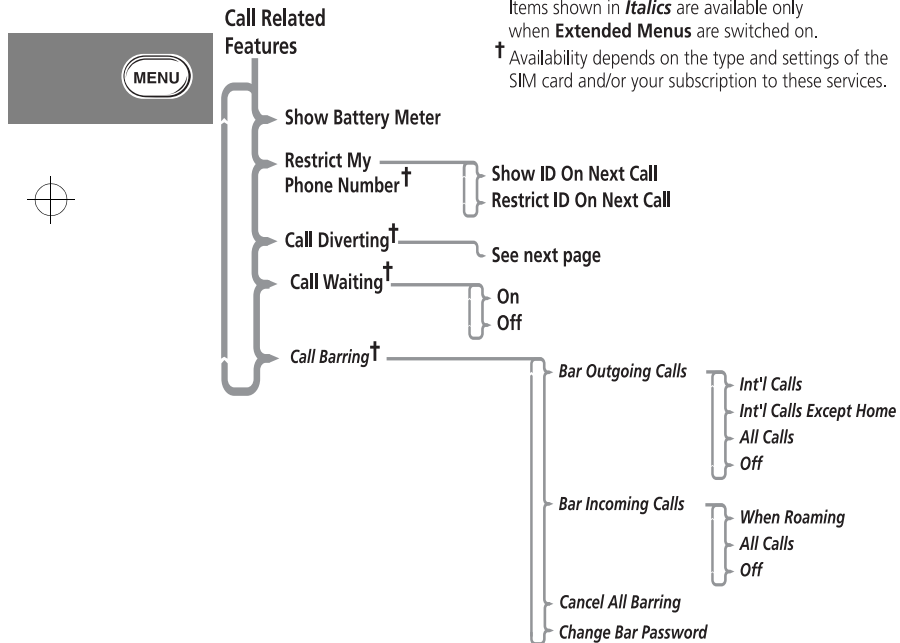 Call Related
Features
Items shown in Italics are available only
when Extended Menus are switched on.
† Availability depends on the type and settings of the
SIM card and/or your subscription to these services.
MENU
Show Battery Meter
Restrict My
Phone Number†
Show ID On Next Call
Restrict ID On Next Call
Call Diverting†
See next page
Call Waiting†
On
Off
Call Barring†
Bar Outgoing Calls
Int'l Calls
Int'l Calls Except Home
All Calls
Off
Bar Incoming Calls
When Roaming
All Calls
Off
Cancel All Barring
Change Bar Password